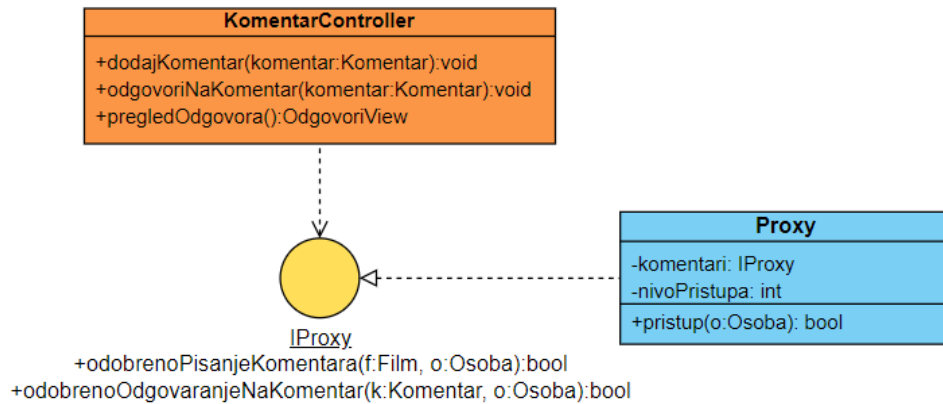 KomentarController
+dodajKomentar(komentar:Komentar):void
+odgovoriNaKomentar(komentar:Komentar):void
+pregledOdgovora():OdgovoriView
Proxy
-komentari: IProxy
-nivoPristupa: int
+pristup(o:Osoba): bool
IProxy
+odobrenoPisanjeKomentara(f:Film, o:Osoba):bool
+odobrenoOdgovaranjeNaKomentar(k:Komentar, o:Osoba):bool